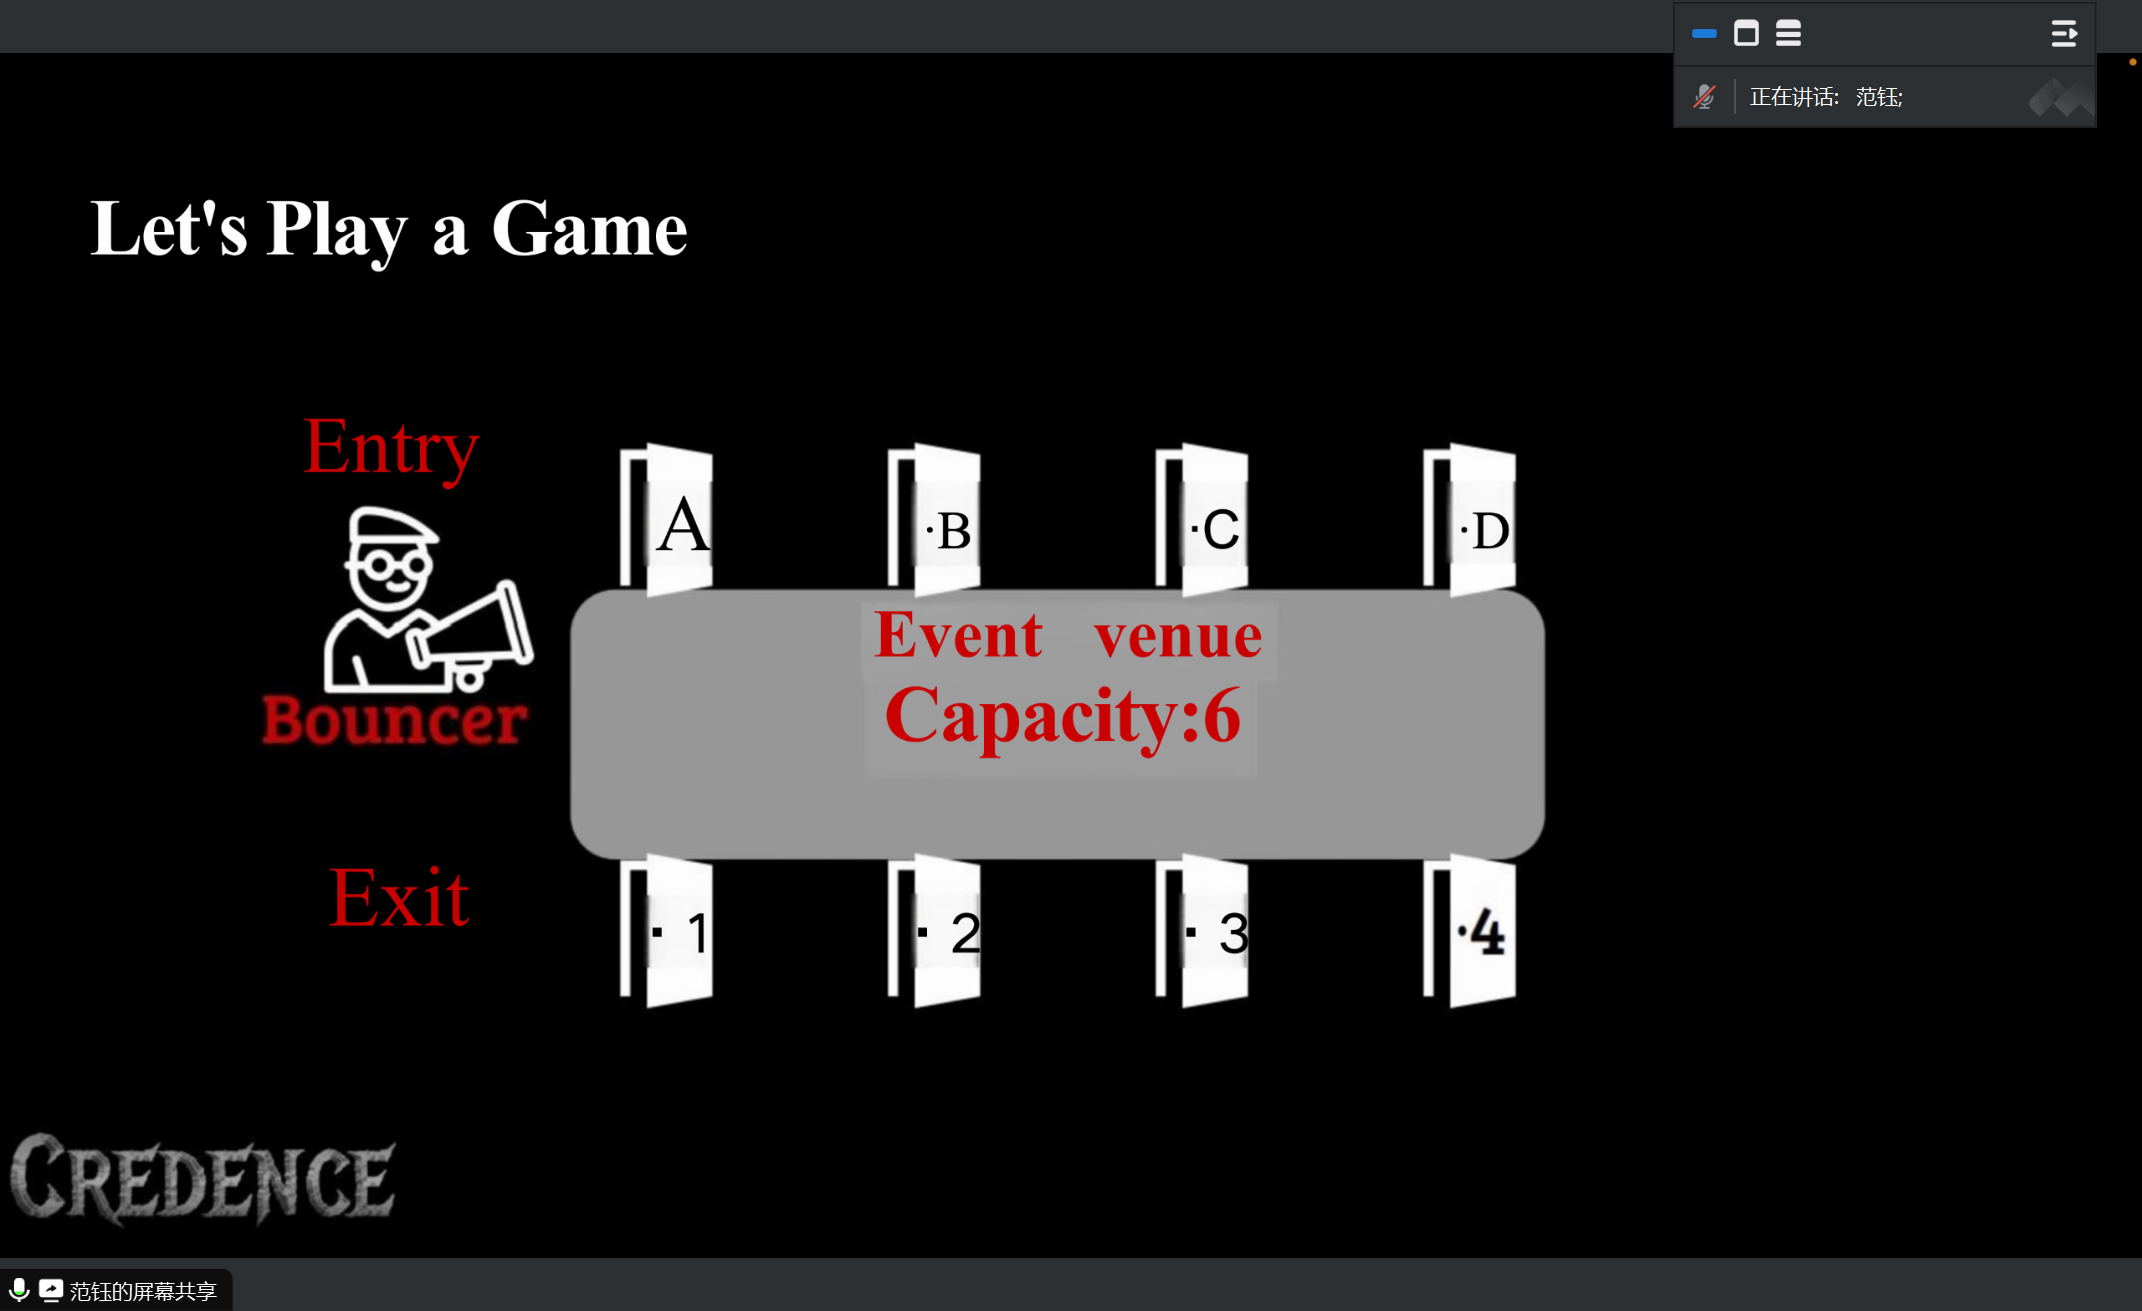 正在讲话: 范钰;
Let's Play a Game
Entry
A
·B
·C
·D
Event venue
Capacity:6
Bouncer
Exit
· 1
· 2
· 3
·4
CREDENCE
范钰的屏幕共享